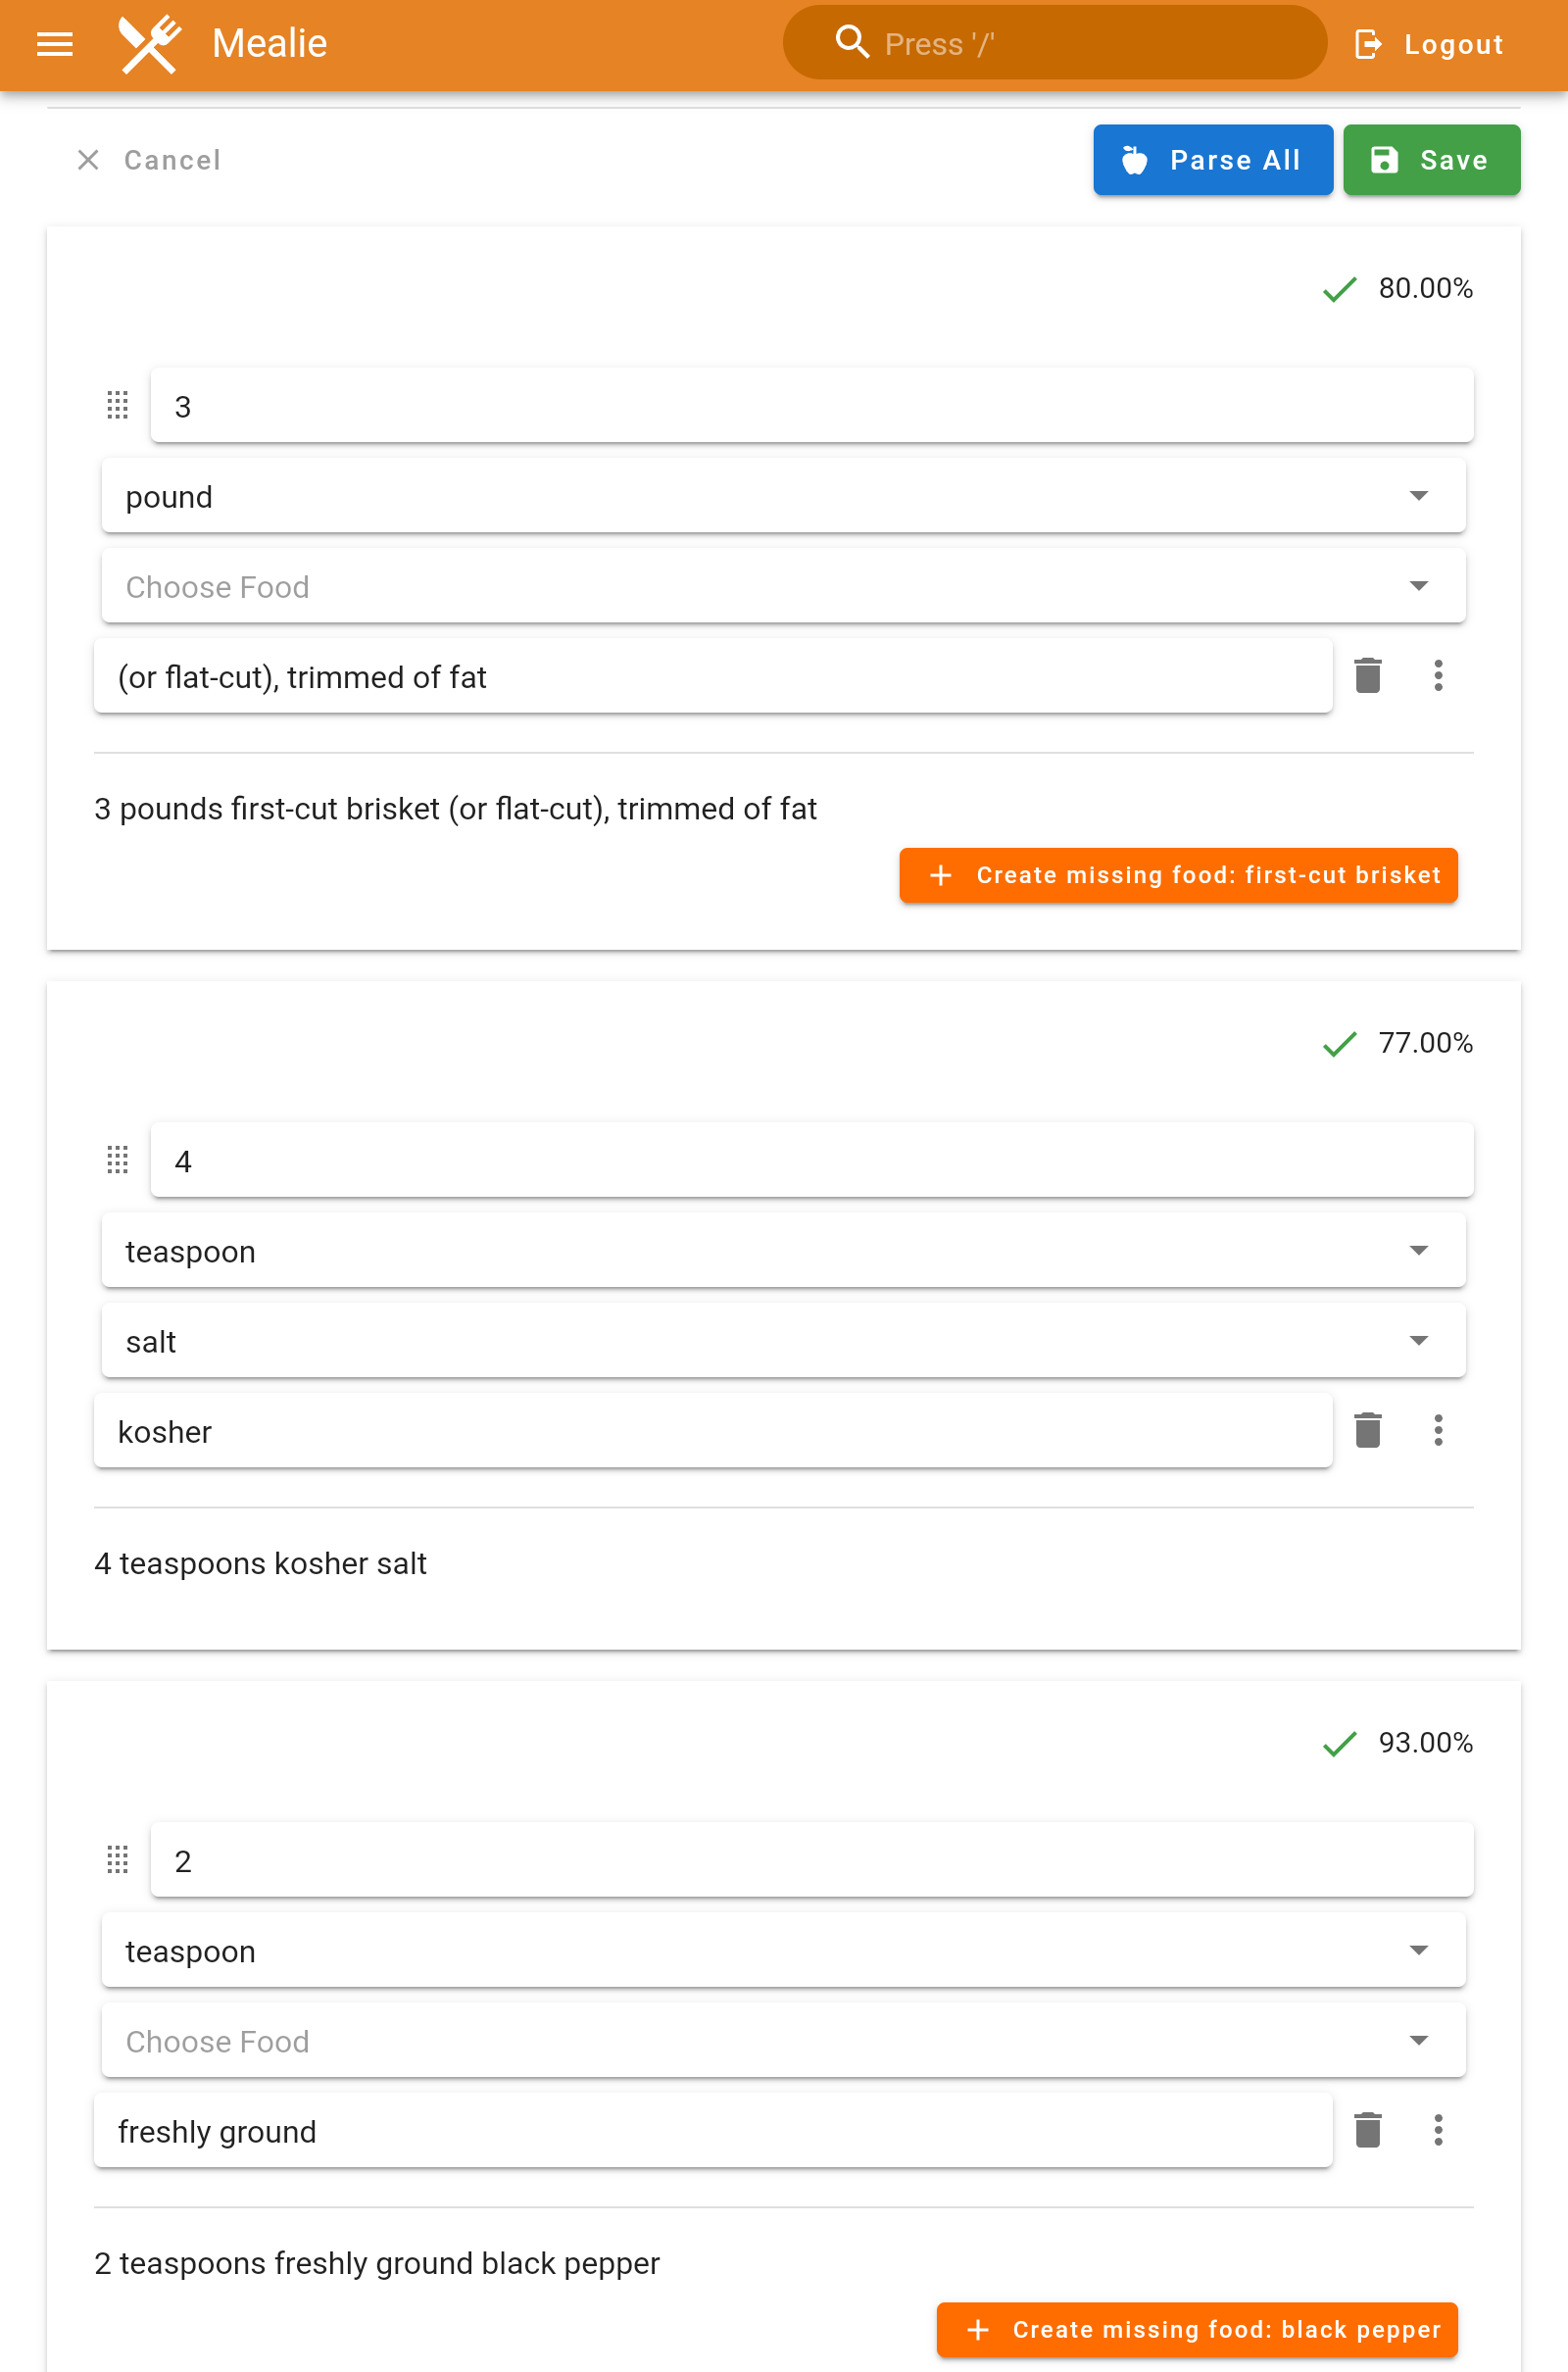 Mealie
Press '/'
Logout
Cancel
Parse All
Save
80.00%
3
pound
Choose Food
(or flat-cut), trimmed of fat
3 pounds first-cut brisket (or flat-cut), trimmed of fat
Create missing food: first-cut brisket
77.00%
4
teaspoon
salt
kosher
4 teaspoons kosher salt
93.00%
2
teaspoon
Choose Food
freshly ground
2 teaspoons freshly ground black pepper
Create missing food: black pepper